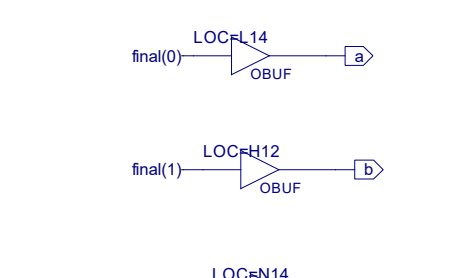 LOC=L14
final(0)
a
OBUF
LOC=H12
final(1)
b
OBUF
LOC=N14